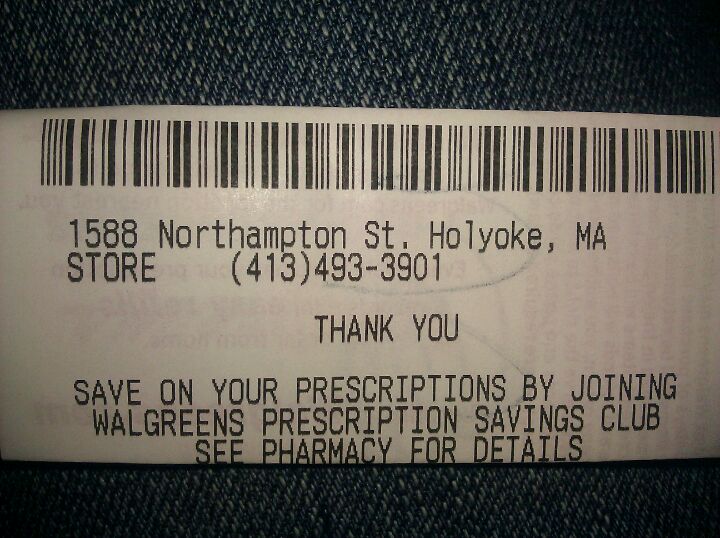 1588 Northampton St. Holyoke, MA
STORE (413)493-3901
THANK YOU
SAVE ON YOUR PRESCRIPTIONS BY JOINING
WALGREENS PRESCRIPTION SAVINGS CLUB
SEE PHARMACY FOR DETAILS